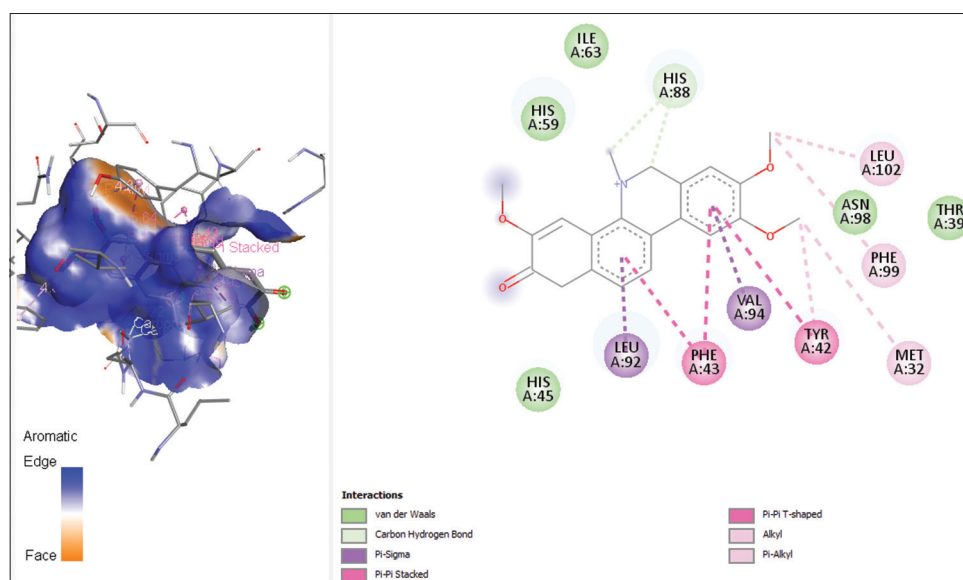 ILE
A:63
HIS
A:88
HIS
A:59
LEU
A:102
ASN
A:98
THR
A:39
PHE
A:99
VAL
A:94
TYR
A:42
LEU
A:92
PHE
A:43
MET
A:32
HIS
A:45
N
+
O
O
O
O
Stacked
Aromatic
Edge
Face
Interactions
van der Waals
Carbon Hydrogen Bond
Pi-Sigma
Pi-Pi Stacked
Pi-Pi T-shaped
Alkyl
Pi-Alkyl